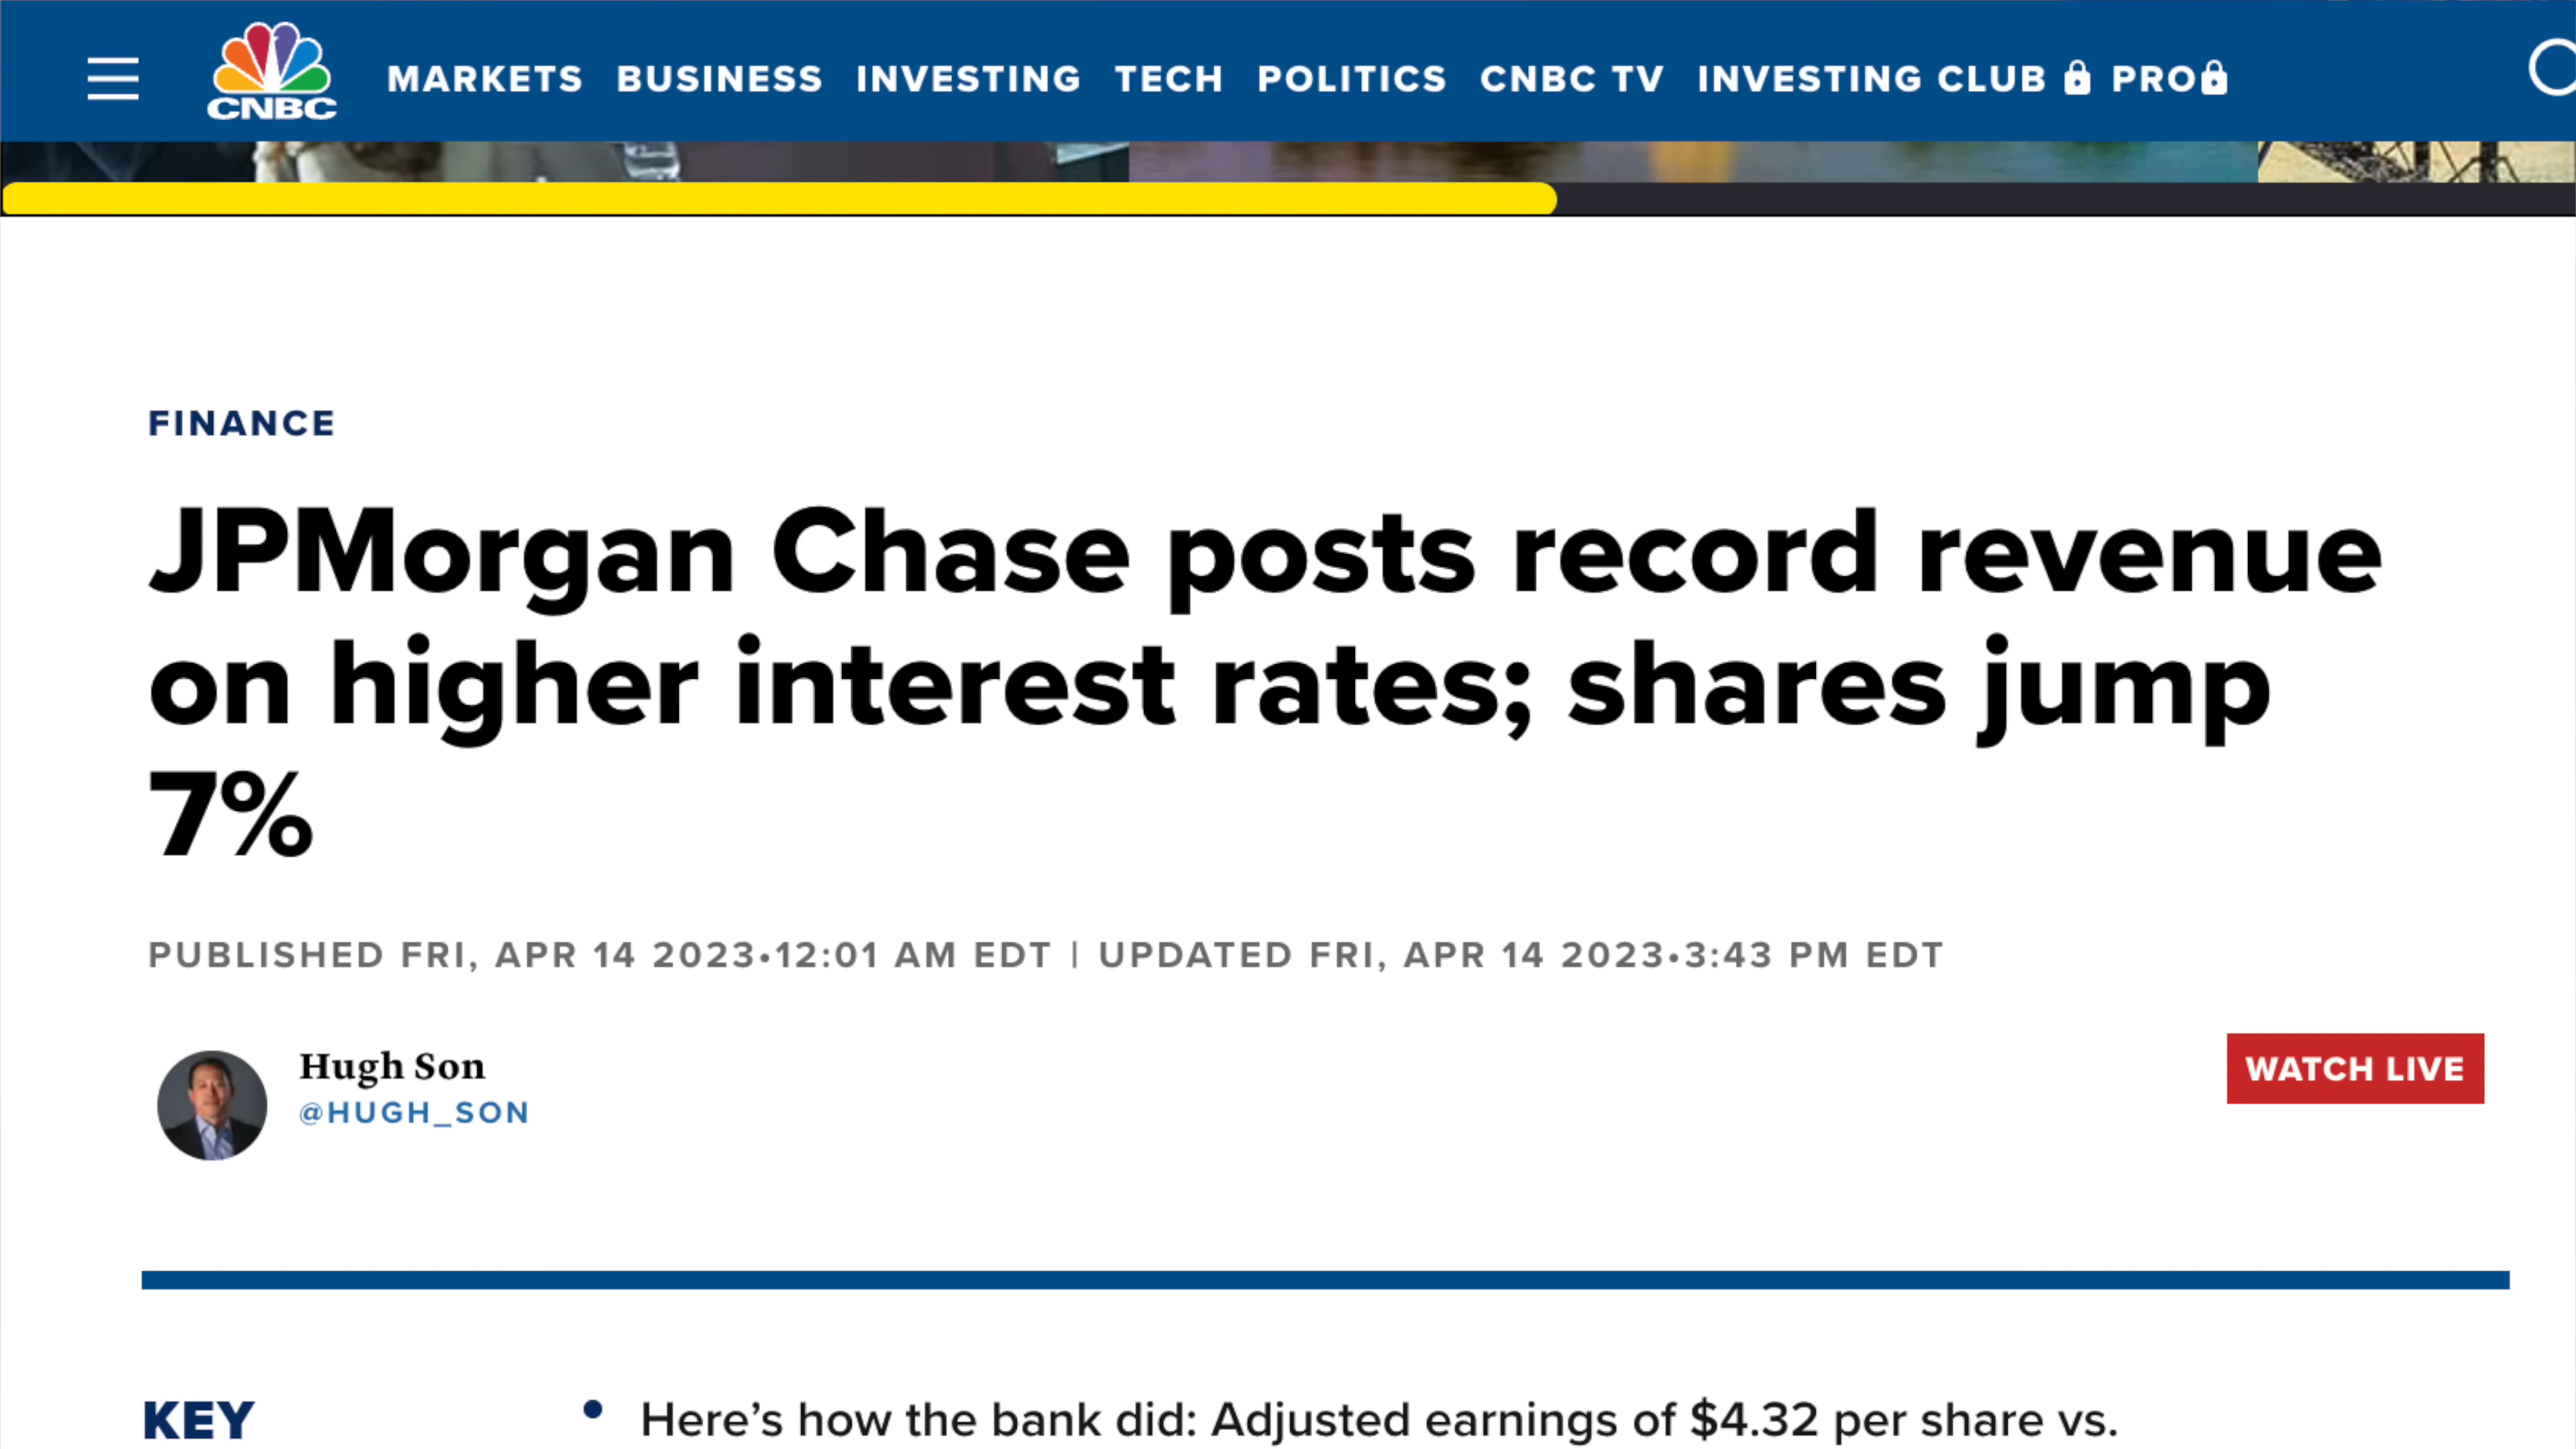 CNBC
MARKETS BUSINESS INVESTING TECH POLITICS CNBC TV INVESTING CLUB PRO
FINANCE
JPMorgan Chase posts record revenue
on higher interest rates; shares jump
7%
PUBLISHED FRI, APR 14 2023•12:01 AM EDT | UPDATED FRI, APR 14 2023•3:43 PM EDT
Hugh Son
@HUGH_SON
WATCH LIVE
KEY
• Here’s how the bank did: Adjusted earnings of $4.32 per share vs.